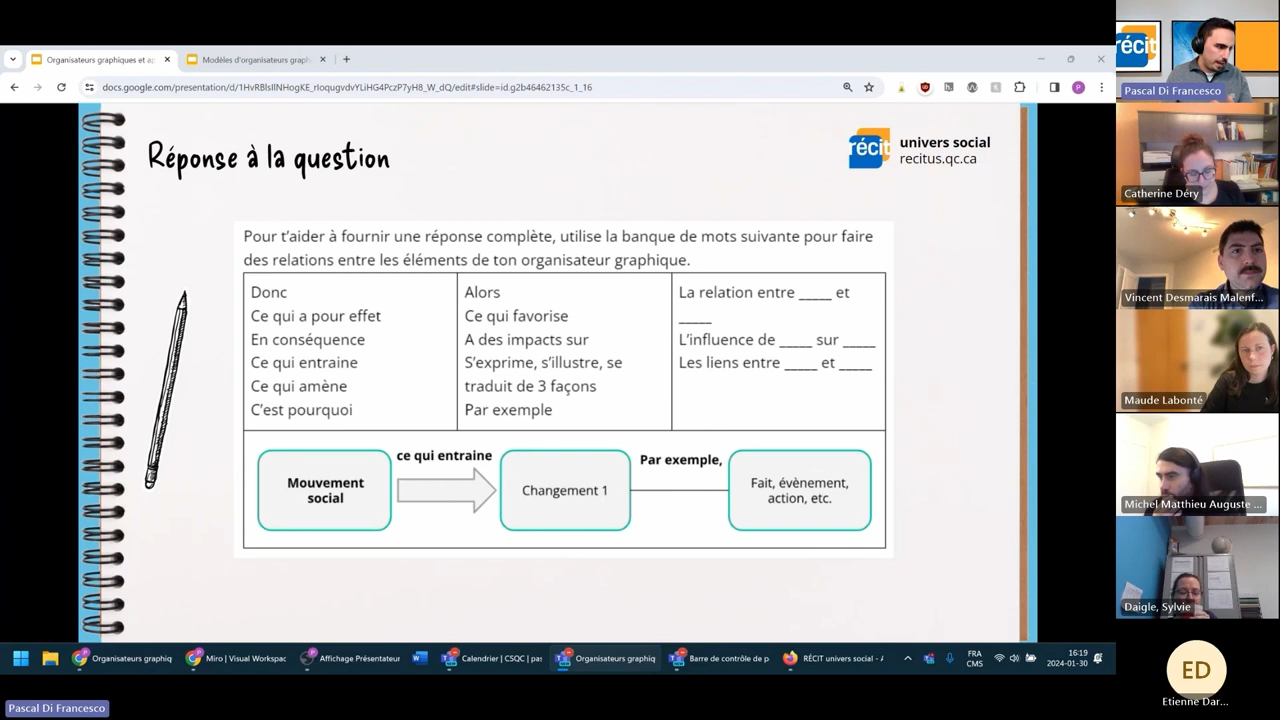 Organisateurs graphiques et ap
Modèles d'organisateurs graph
docs.google.com/presentation/d/1HvRBlsIlNHogKE_rIoqugvdvYLiHG4PczP7yH8_W_dQ/edit#slide=id.g2b46462135c_1_16
Réponse à la question
récit
univers social
recitus.qc.ca
Pour t'aider à fournir une réponse complète, utilise la banque de mots suivante pour faire
des relations entre les éléments de ton organisateur graphique.
Donc
Ce qui a pour effet
En conséquence
Ce qui entraine
Ce qui amène
C'est pourquoi
Alors
Ce qui favorise
A des impacts sur
S'exprime, s'illustre, se
traduit de 3 façons
Par exemple
La relation entre _____ et
_____
L'influence de _____ sur _____
Les liens entre _____ et _____
Mouvement
social
ce qui entraine
Changement 1
Par exemple,
Fait, évènement,
action, etc.
Organisateurs graphiq
Miro | Visual Workspac
Affichage Présentateur
Calendrier | CSQC | pas
Organisateurs graphiq
Barre de contrôle de p
RÉCIT univers social - A
FRA
CMS
16:19
2024-01-30
Pascal Di Francesco
récit
Pascal Di Francesco
Catherine Déry
Vincent Desmarais Malenf...
Maude Labonté
Michel Matthieu Auguste ...
Daigle, Sylvie
ED
Etienne Dar...